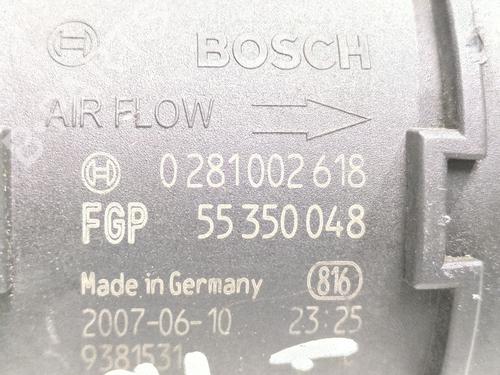 BOSCH
AIR FLOW
0 281 002 618
FGP 55 350 048
Made in Germany 816
2007-06-10 23:25
9381531